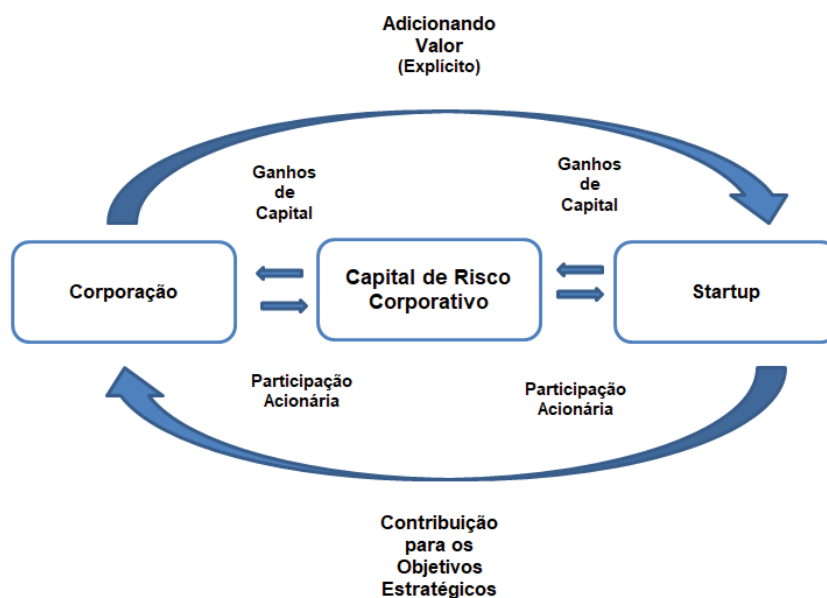 Adicionando
Valor
(Explícito)
Ganhos
de
Capital
Ganhos
de
Capital
Corporação
Capital de Risco
Corporativo
Startup
Participação
Acionária
Participação
Acionária
Contribuição
para os
Objetivos
Estratégicos